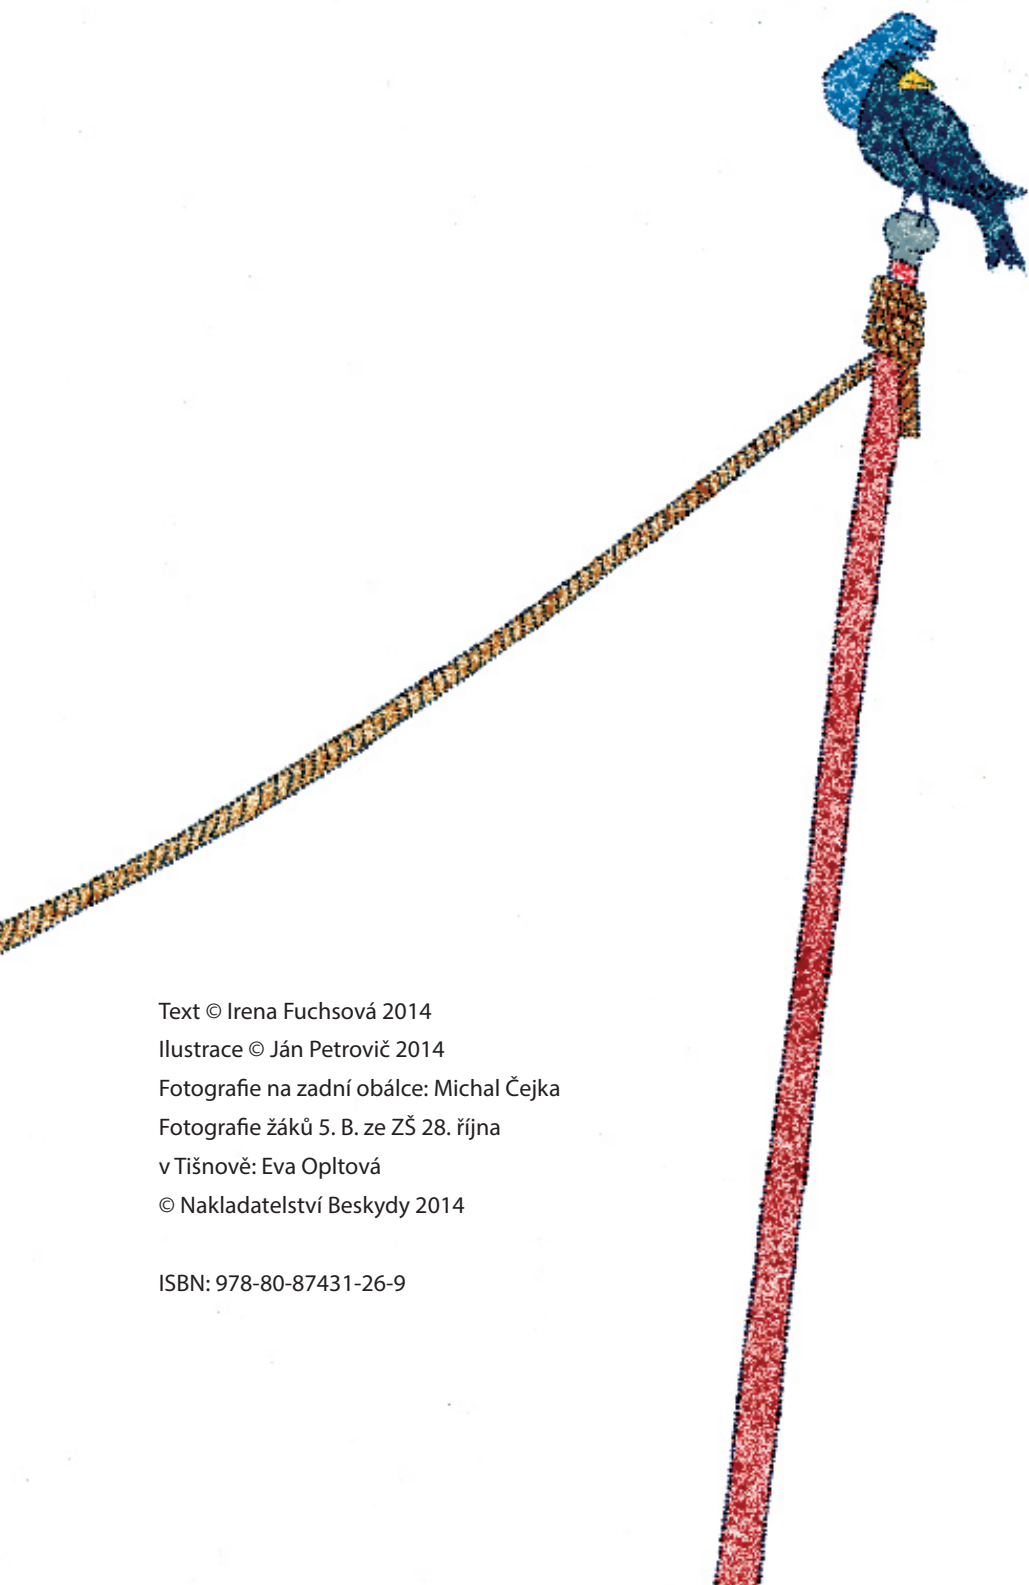 Text © Irena Fuchsová 2014
Ilustrace © Ján Petrovič 2014
Fotografie na zadní obálce: Michal Čejka
Fotografie žáků 5. B. ze ZŠ 28. října
v Tišnově: Eva Opltová
© Nakladatelství Beskydy 2014
ISBN: 978-80-87431-26-9